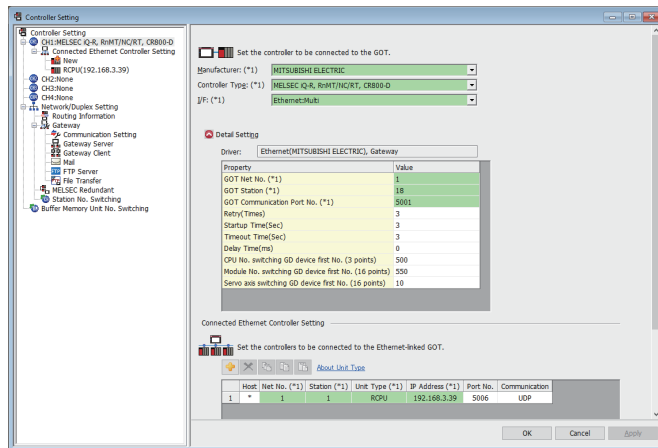 Controller Setting
Controller Setting
CH1:MELSEC iQ-R, RnMT/NC/RT, CR800-D
Connected Ethernet Controller Setting
New
RCPU(192.168.3.39)
CH2:None
CH3:None
CH4:None
Network/Duplex Setting
Routing Information
Gateway
Communication Setting
Gateway Server
Gateway Client
Mail
FTP Server
File Transfer
MELSEC Redundant
Station No. Switching
Buffer Memory Unit No. Switching
Set the controller to be connected to the GOT.
Manufacturer: (*1) MITSUBISHI ELECTRIC
Controller Type: (*1) MELSEC iQ-R, RnMT/NC/RT, CR800-D
I/F: (*1) Ethernet:Multi
Detail Setting
Driver: Ethernet(MITSUBISHI ELECTRIC), Gateway
Property Value
GOT Net No. (*1) 1
GOT Station (*1) 18
GOT Communication Port No. (*1) 5001
Retry(Times) 3
Startup Time(Sec) 3
Timeout Time(Sec) 3
Delay Time(ms) 0
CPU No. switching GD device first No. (3 points) 500
Module No. switching GD device first No. (16 points) 550
Servo axis switching GD device first No. (16 points) 10
Connected Ethernet Controller Setting
Set the controllers to be connected to the Ethernet-linked GOT.
About Unit Type
Host Net No. (*1) Station (*1) Unit Type (*1) IP Address (*1) Port No. Communication
1 * 1 1 RCPU 192.168.3.39 5006 UDP
OK Cancel Apply